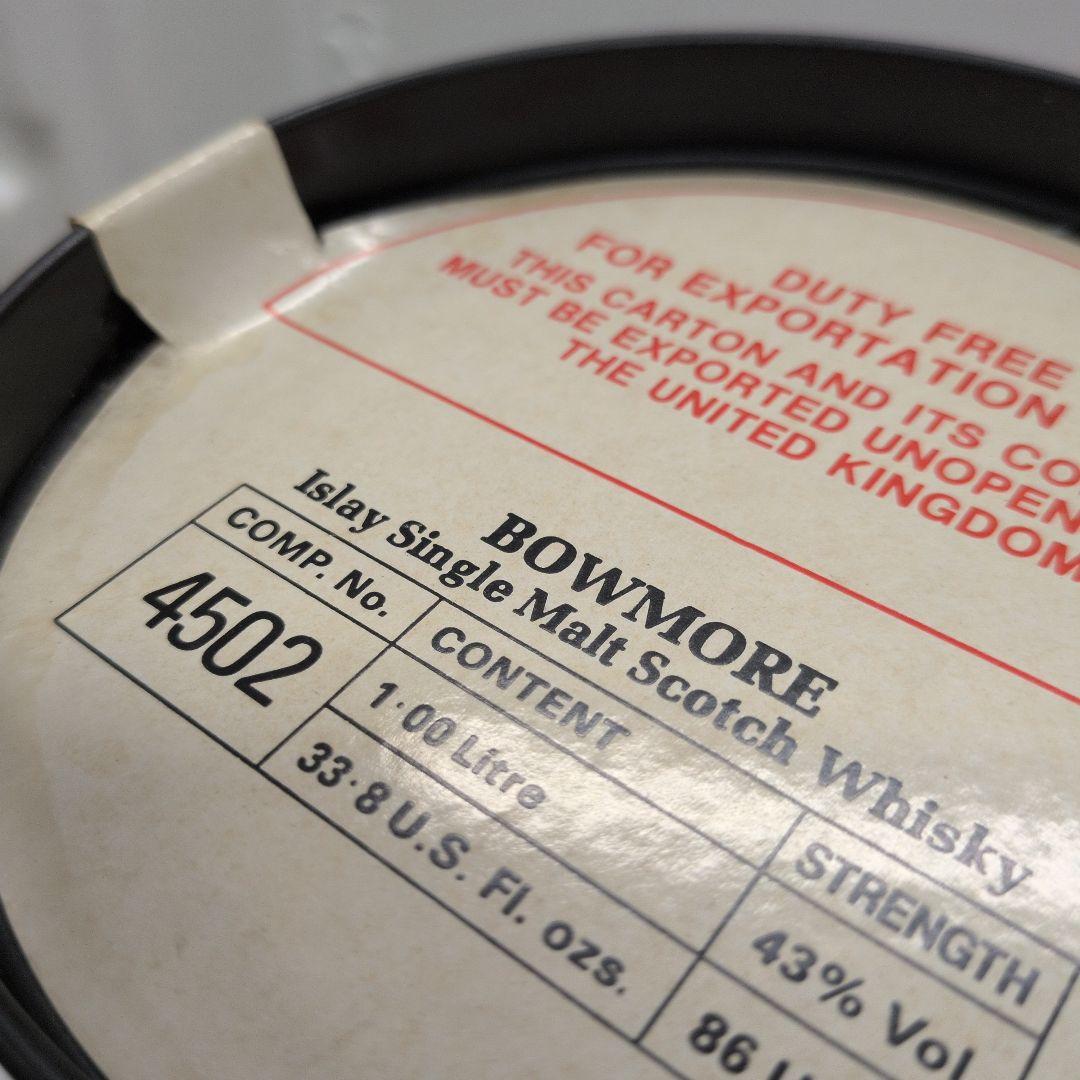 DUTY FREE
FOR EXPORTATION
THIS CARTON AND ITS CO
MUST BE EXPORTED UNOPEN
THE UNITED KINGDOM
BOWMORE
Islay Single Malt Scotch Whisky
COMP. No.
4502
CONTENT
1·00 Litre
33·8 U.S. Fl. ozs.
STRENGTH
43% Vol
86 U